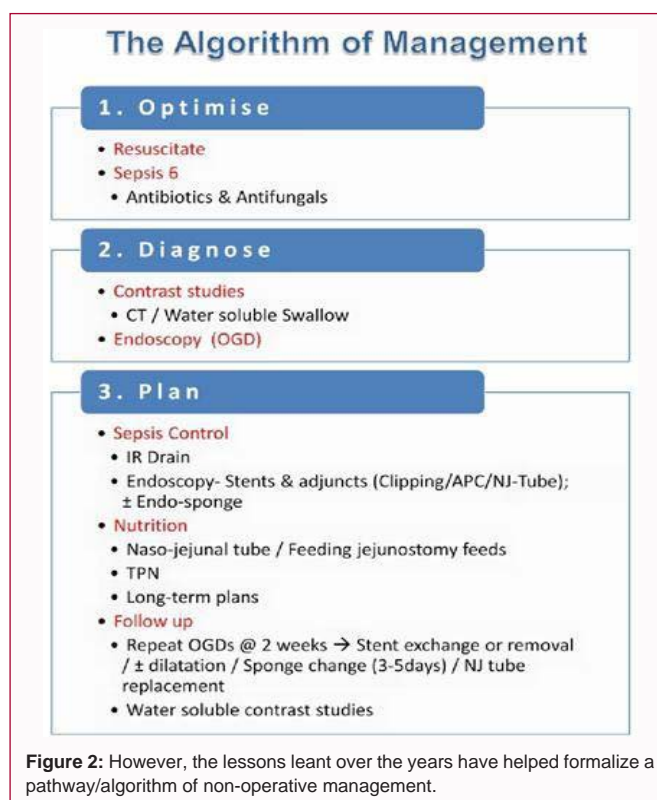 The Algorithm of Management
1. Optimise
• Resuscitate
• Sepsis 6
• Antibiotics & Antifungals
2. Diagnose
• Contrast studies
• CT / Water soluble Swallow
• Endoscopy (OGD)
3. Plan
• Sepsis Control
• IR Drain
• Endoscopy- Stents & adjuncts (Clipping/APC/NJ-Tube);
± Endo-sponge
• Nutrition
• Naso-jejunal tube / Feeding jejunostomy feeds
• TPN
• Long-term plans
• Follow up
• Repeat OGDs @ 2 weeks → Stent exchange or removal
/ ± dilatation / Sponge change (3-5days) / NJ tube
replacement
• Water soluble contrast studies
Figure 2: However, the lessons leant over the years have helped formalize a
pathway/algorithm of non-operative management.